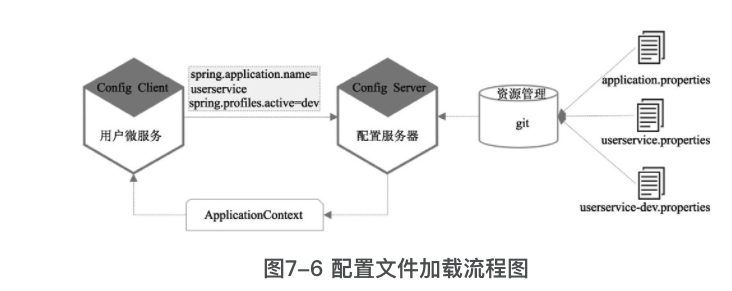 Config Client
用户微服务
spring.application.name=
userservice
spring.profiles.active=dev
Config Server
配置服务器
资源管理
git
application.properties
userservice.properties
userservice-dev.properties
ApplicationContext
图7-6 配置文件加载流程图